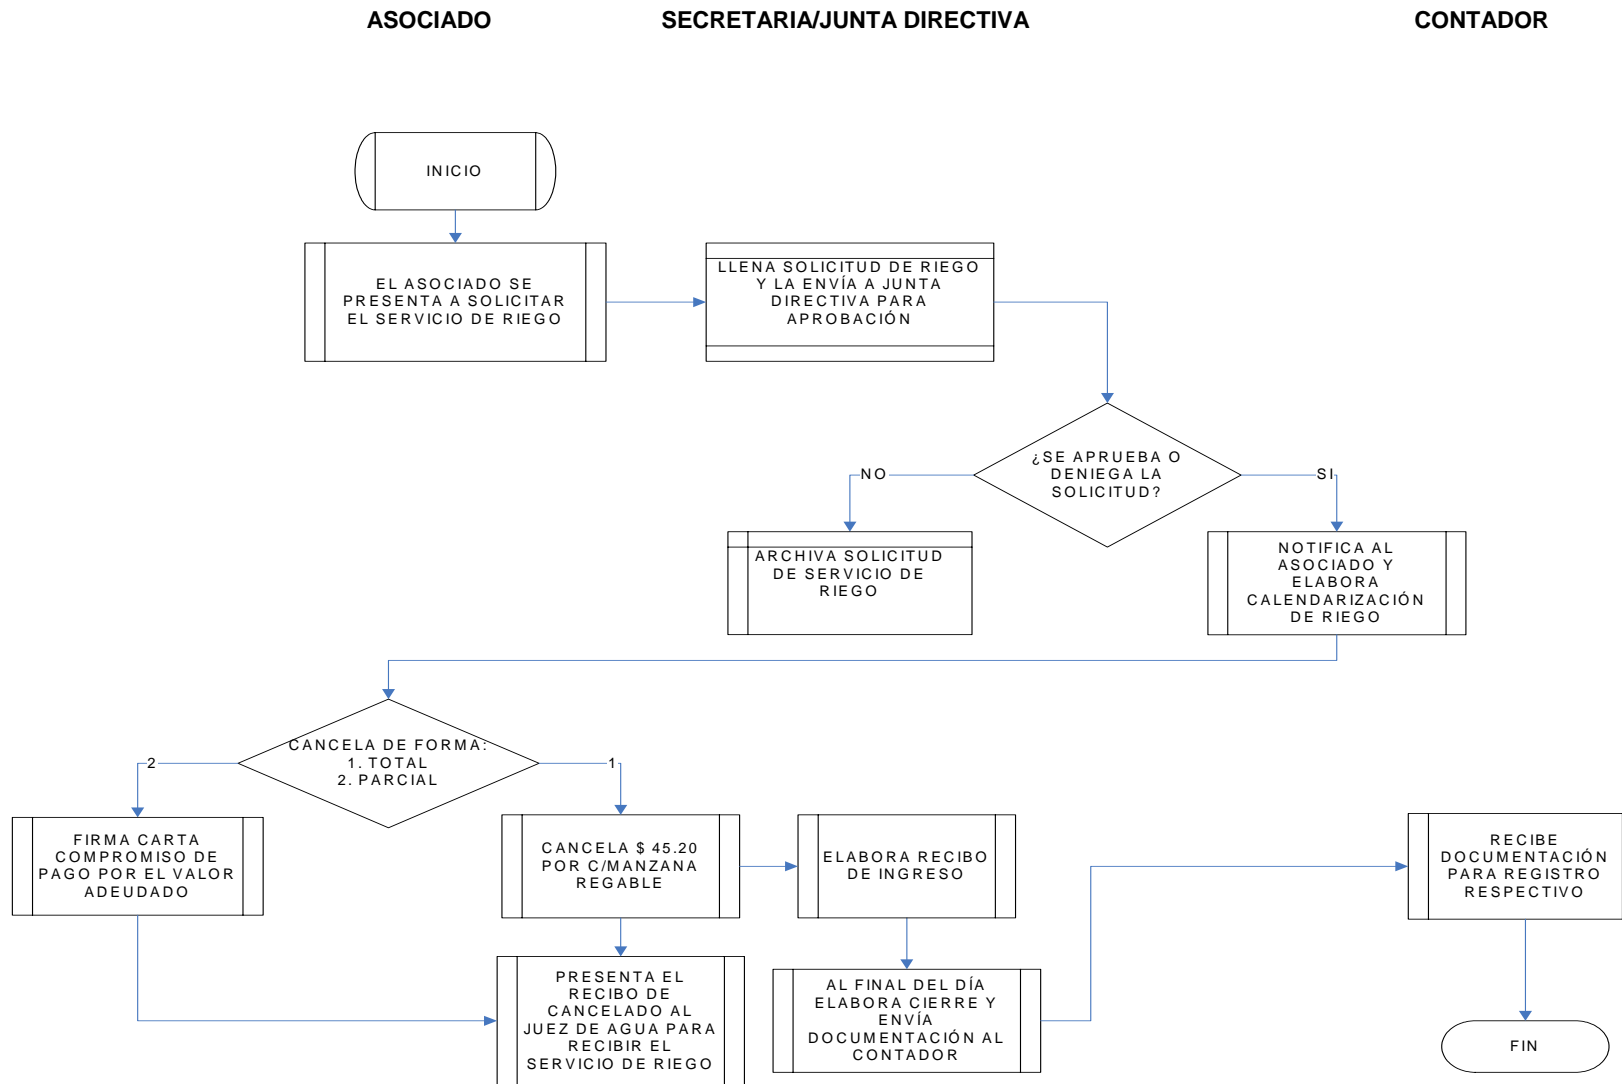 ASOCIADO
SECRETARIA/JUNTA DIRECTIVA
CONTADOR
INICIO
EL ASOCIADO SE
PRESENTA A SOLICITAR
EL SERVICIO DE RIEGO
LLENA SOLICITUD DE RIEGO
Y LA ENVÍA A JUNTA
DIRECTIVA PARA
APROBACIÓN
¿SE APRUEBA O
DENIEGA LA
SOLICITUD?
NO
SI
ARCHIVA SOLICITUD
DE SERVICIO DE
RIEGO
NOTIFICA AL
ASOCIADO Y
ELABORA
CALENDARIZACIÓN
DE RIEGO
CANCELA DE FORMA:
1. TOTAL
2. PARCIAL
2
1
FIRMA CARTA
COMPROMISO DE
PAGO POR EL VALOR
ADEUDADO
CANCELA $ 45.20
POR C/MANZANA
REGABLE
ELABORA RECIBO
DE INGRESO
RECIBE
DOCUMENTACIÓN
PARA REGISTRO
RESPECTIVO
PRESENTA EL
RECIBO DE
CANCELADO AL
JUEZ DE AGUA PARA
RECIBIR EL
SERVICIO DE RIEGO
AL FINAL DEL DÍA
ELABORA CIERRE Y
ENVÍA
DOCUMENTACIÓN AL
CONTADOR
FIN